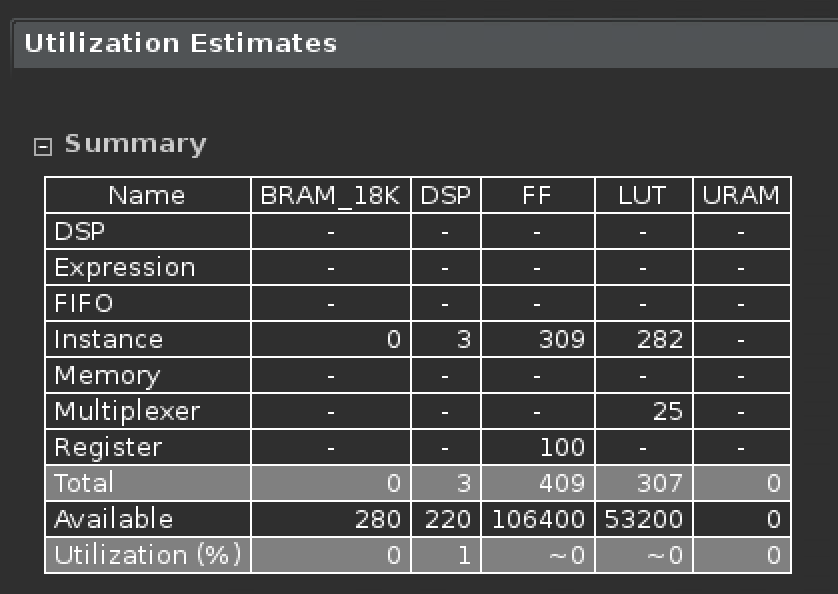 Utilization Estimates
Summary
Name BRAM_18K DSP FF LUT URAM
DSP - - - - -
Expression - - - - -
FIFO - - - - -
Instance 0 3 309 282 -
Memory - - - - -
Multiplexer - - - 25 -
Register - - 100 - -
Total 0 3 409 307 0
Available 280 220 106400 53200 0
Utilization (%) 0 1 ~0 ~0 0